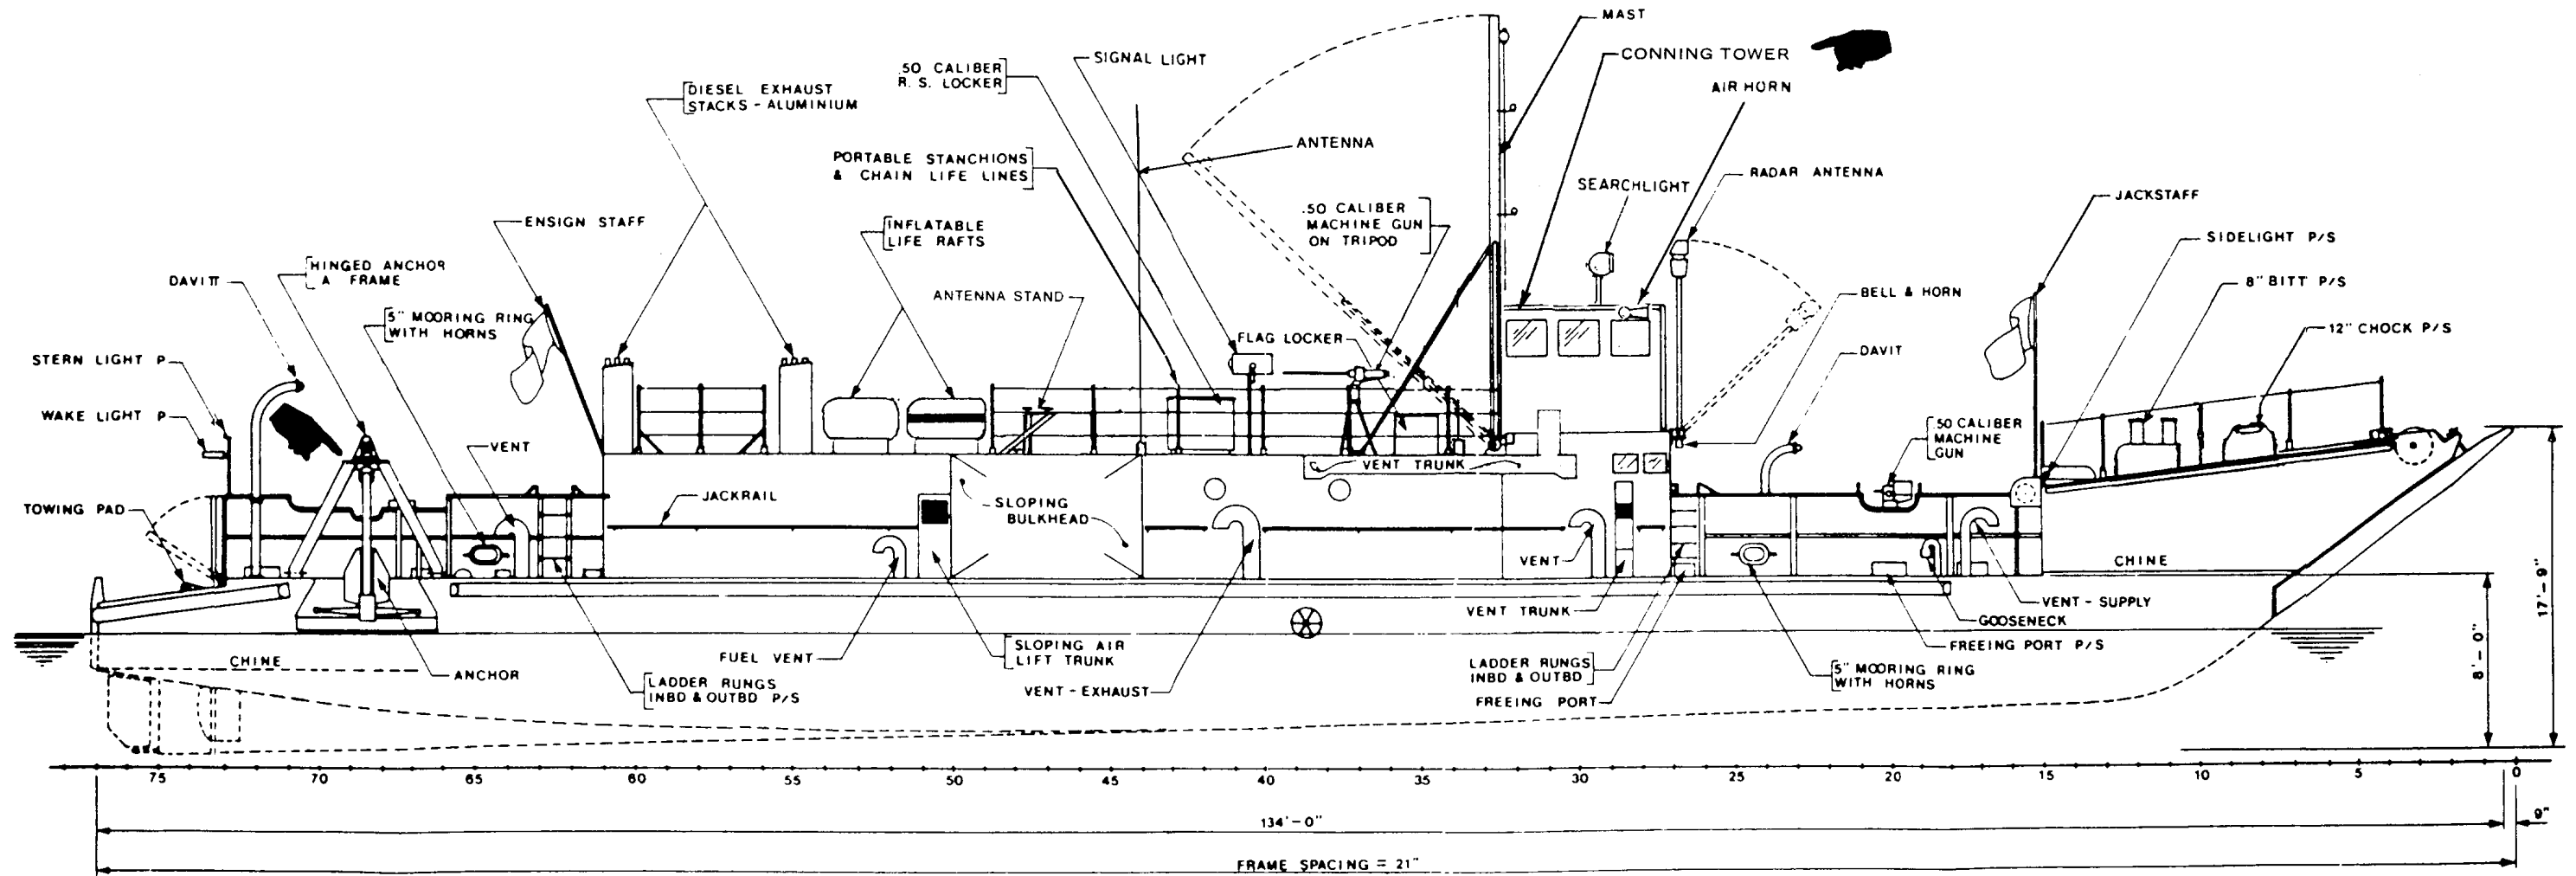 MAST
CONNING TOWER
AIR HORN
SIGNAL LIGHT
.50 CALIBER
R. S. LOCKER
DIESEL EXHAUST
STACKS - ALUMINIUM
ANTENNA
PORTABLE STANCHIONS
& CHAIN LIFE LINES
SEARCHLIGHT
RADAR ANTENNA
JACKSTAFF
ENSIGN STAFF
INFLATABLE
LIFE RAFTS
.50 CALIBER
MACHINE GUN
ON TRIPOD
SIDELIGHT P/S
HINGED ANCHOR
A FRAME
DAVIT
8" BITT P/S
5" MOORING RING
WITH HORNS
ANTENNA STAND
BELL & HORN
FLAG LOCKER
12" CHOCK P/S
STERN LIGHT P
DAVIT
WAKE LIGHT P
VENT
.50 CALIBER
MACHINE
GUN
VENT TRUNK
JACKRAIL
SLOPING
BULKHEAD
TOWING PAD
VENT
CHINE
VENT TRUNK
VENT - SUPPLY
GOOSENECK
FREEING PORT P/S
17'-9"
8'-0"
CHINE
ANCHOR
FUEL VENT
SLOPING AIR
LIFT TRUNK
LADDER RUNGS
INBD & OUTBD P/S
VENT - EXHAUST
LADDER RUNGS
INBD & OUTBD
FREEING PORT
5" MOORING RING
WITH HORNS
75 70 65 60 55 50 45 40 35 30 25 20 15 10 5 0
134'-0"
9"
FRAME SPACING = 21"